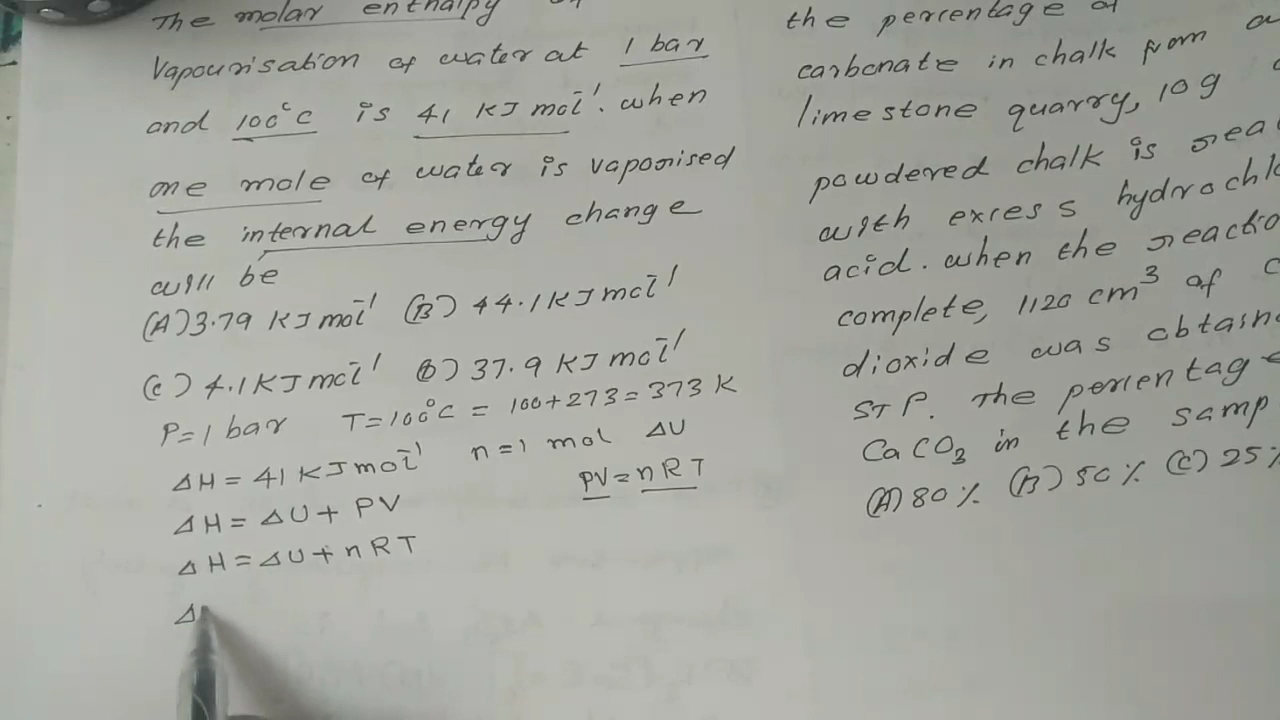 The molar enthalpy
Vapourisation of water at 1 bar
and 100°C is 41 KJ mol⁻¹. when
one mole of water is vaporised
the internal energy change
will be
(A) 3.79 KJ mol⁻¹ (B) 44.1 KJ mol⁻¹
(C) 4.1 KJ mol⁻¹ (D) 37.9 KJ mol⁻¹
P=1 bar T=100°C = 100+273=373 K
ΔH = 41 KJ mol⁻¹ n=1 mol ΔU
ΔH = ΔU + PV PV=nRT
ΔH = ΔU + nRT
Δ
the percentage
carbonate in chalk from
limestone quarry, 10g
powdered chalk is
with excess
acid. when the
complete, 1120 cm³ of
dioxide was
STP. The
CaCO₃ in the
(A) 80% (B) 50% (C) 25%